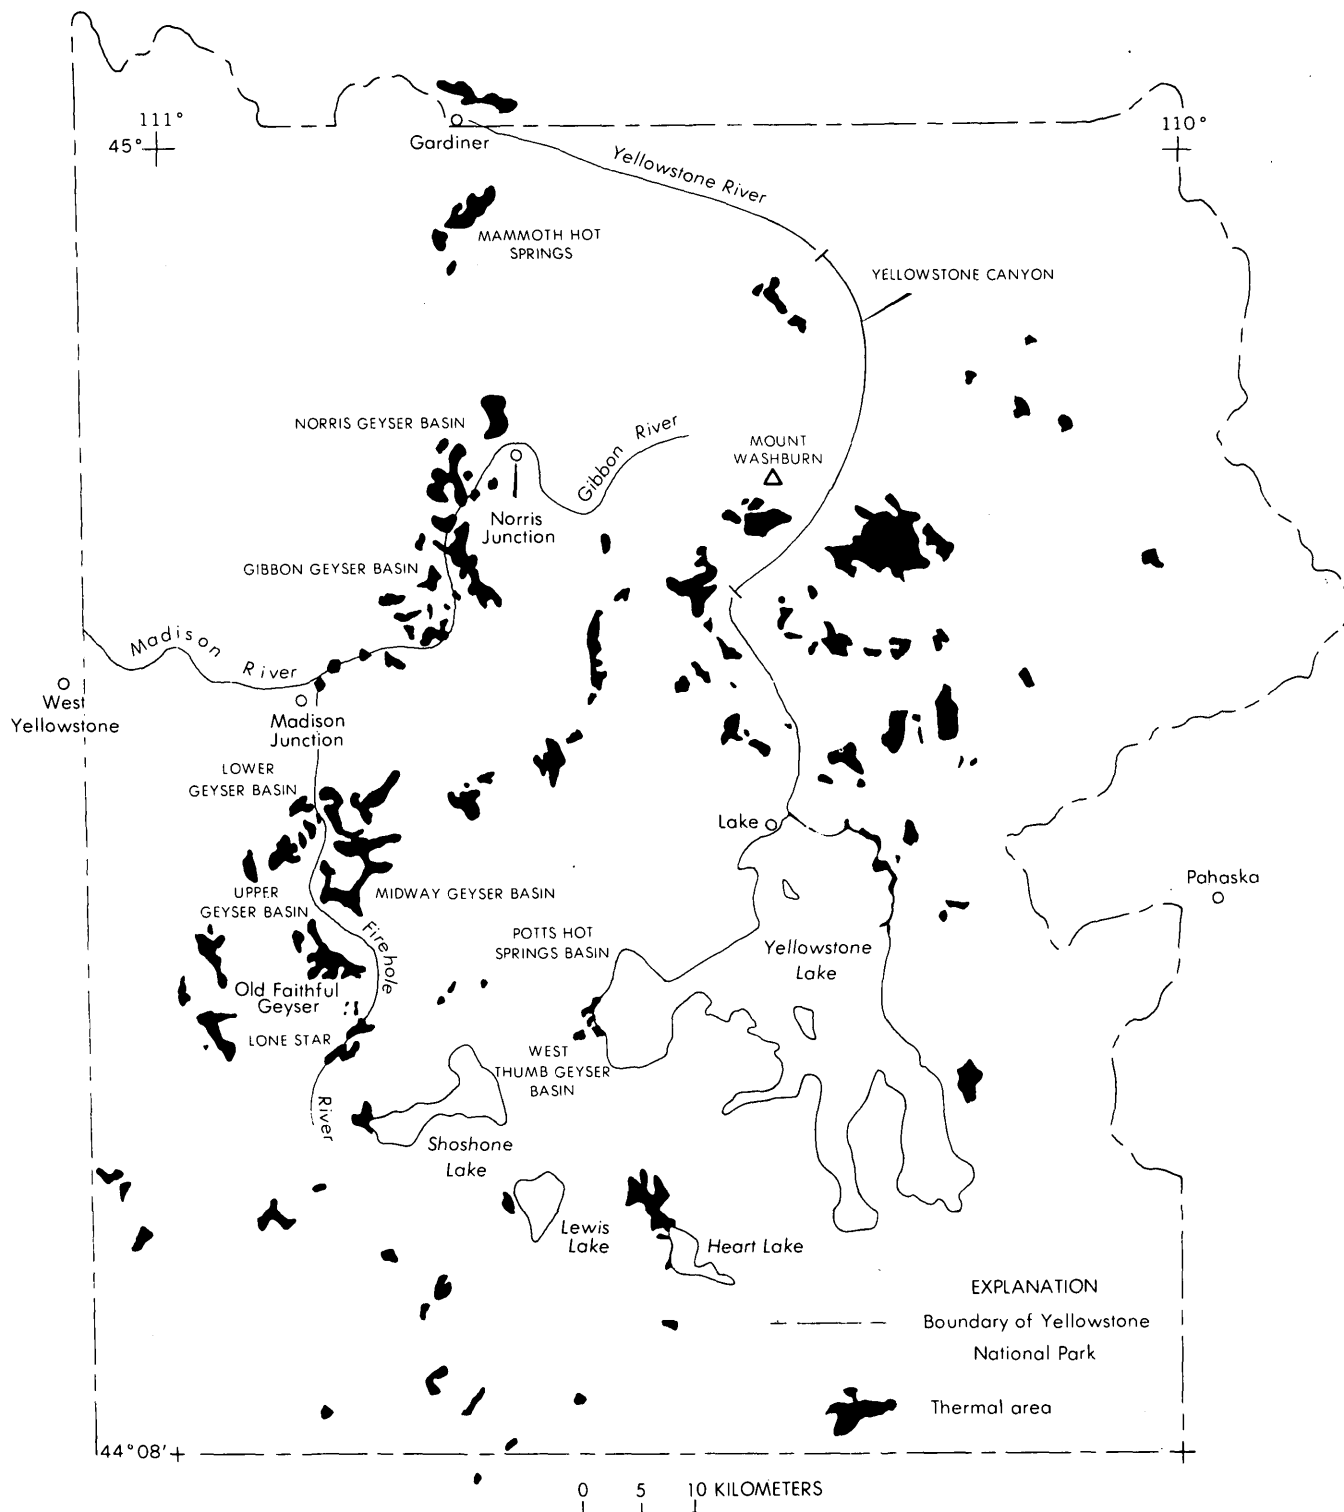 111°
45°
110°
Gardiner
Yellowstone River
MAMMOTH HOT
SPRINGS
YELLOWSTONE CANYON
NORRIS GEYSER BASIN
Gibbon River
MOUNT
WASHBURN
Norris
Junction
GIBBON GEYSER BASIN
Madison River
West
Yellowstone
Madison
Junction
LOWER
GEYSER BASIN
Lake
Pahaska
UPPER
GEYSER BASIN
MIDWAY GEYSER BASIN
Firehole
River
POTTS HOT
SPRINGS BASIN
Yellowstone
Lake
Old Faithful
Geyser
LONE STAR
WEST
THUMB GEYSER
BASIN
Shoshone
Lake
Lewis
Lake
Heart Lake
EXPLANATION
Boundary of Yellowstone
National Park
Thermal area
44°08'
0 5 10 KILOMETERS